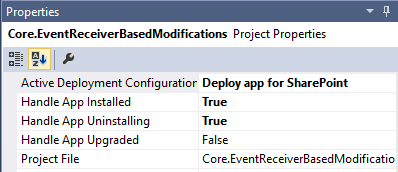 Properties
Core.EventReceiverBasedModifications Project Properties
Active Deployment Configuration Deploy app for SharePoint
Handle App Installed True
Handle App Uninstalling True
Handle App Upgraded False
Project File Core.EventReceiverBasedModificatio